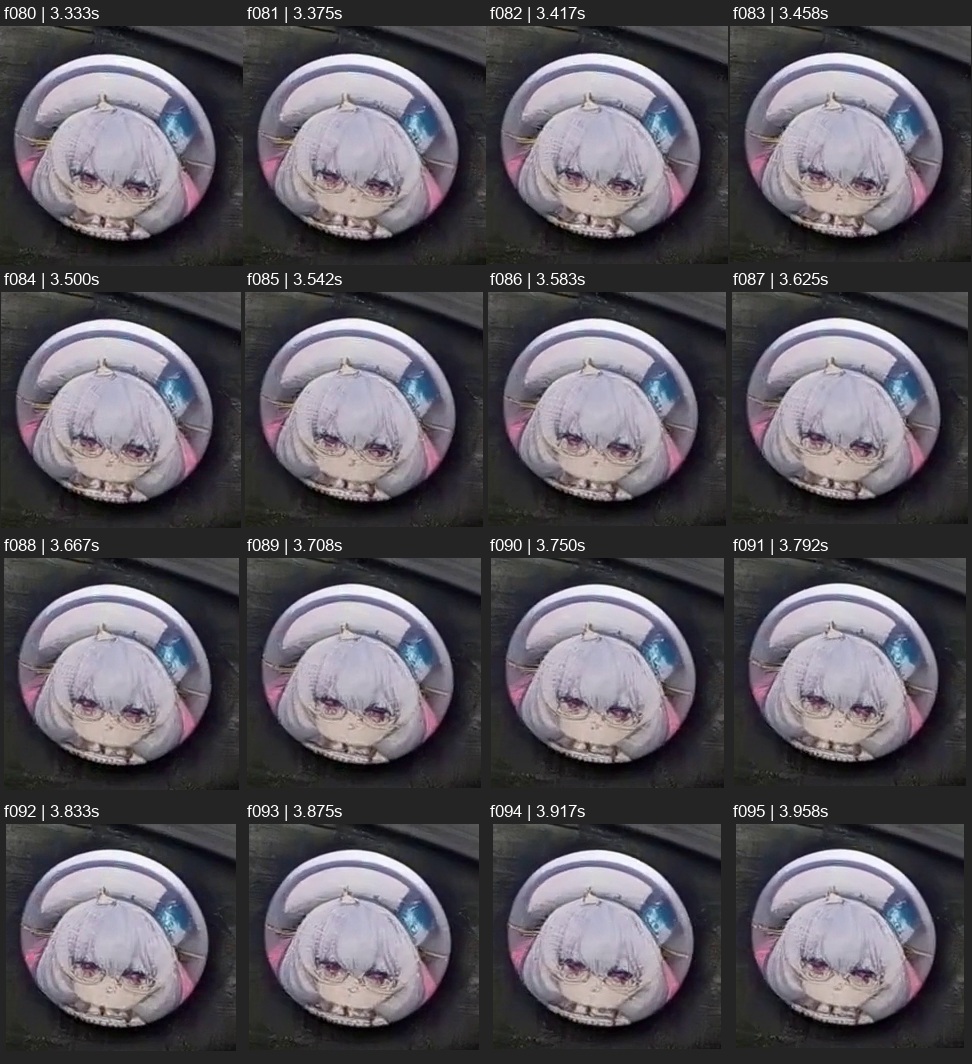 f080 | 3.333s
f081 | 3.375s
f082 | 3.417s
f083 | 3.458s
f084 | 3.500s
f085 | 3.542s
f086 | 3.583s
f087 | 3.625s
f088 | 3.667s
f089 | 3.708s
f090 | 3.750s
f091 | 3.792s
f092 | 3.833s
f093 | 3.875s
f094 | 3.917s
f095 | 3.958s